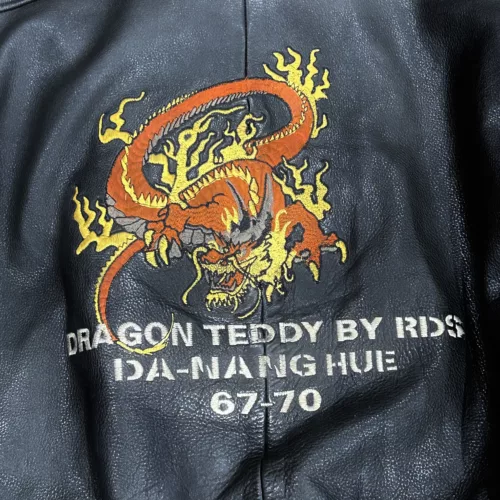 DRAGON TEDDY BY RDS
DA-NANG HUE
67-70